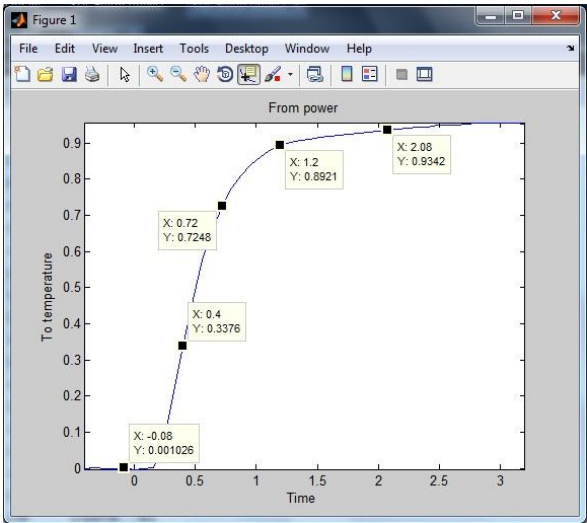 Figure 1
File Edit View Insert Tools Desktop Window Help
From power
0.9
0.8
0.7
0.6
0.5
0.4
0.3
0.2
0.1
0
To temperature
X: 2.08
Y: 0.9342
X: 1.2
Y: 0.8921
X: 0.72
Y: 0.7248
X: 0.4
Y: 0.3376
X: -0.08
Y: 0.001026
0 0.5 1 1.5 2 2.5 3
Time